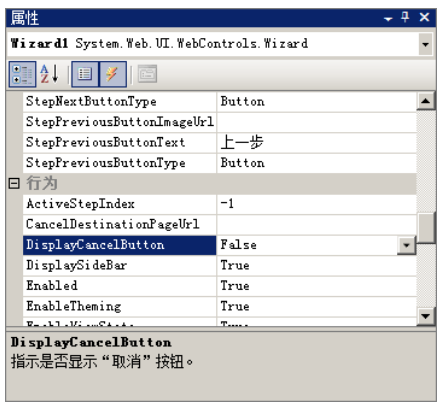 属性
Wizard1 System.Web.UI.WebControls.Wizard
StepNextButtonType Button
StepPreviousButtonImageUrl
StepPreviousButtonText 上一步
StepPreviousButtonType Button
行为
ActiveStepIndex -1
CancelDestinationPageUrl
DisplayCancelButton False
DisplaySideBar True
Enabled True
EnableTheming True
EnableViewState True
DisplayCancelButton
指示是否显示“取消”按钮。